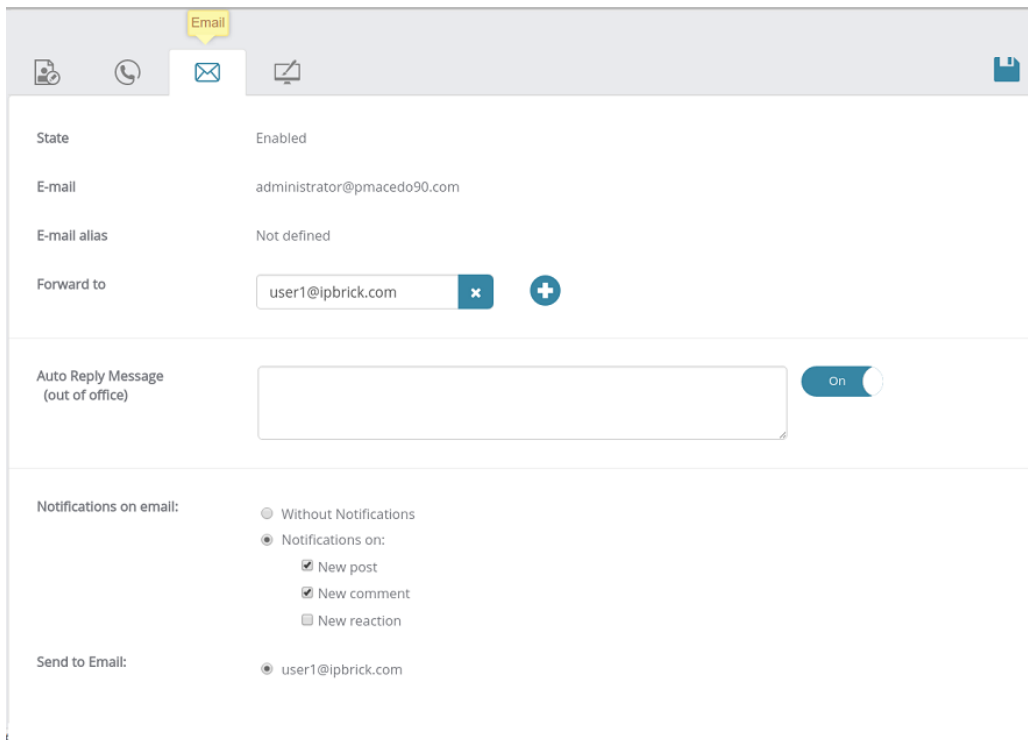 Email
State Enabled
E-mail administrator@pmacedo90.com
E-mail alias Not defined
Forward to user1@ipbrick.com
Auto Reply Message On
(out of office)
Notifications on email:
Without Notifications
Notifications on:
New post
New comment
New reaction
Send to Email: user1@ipbrick.com